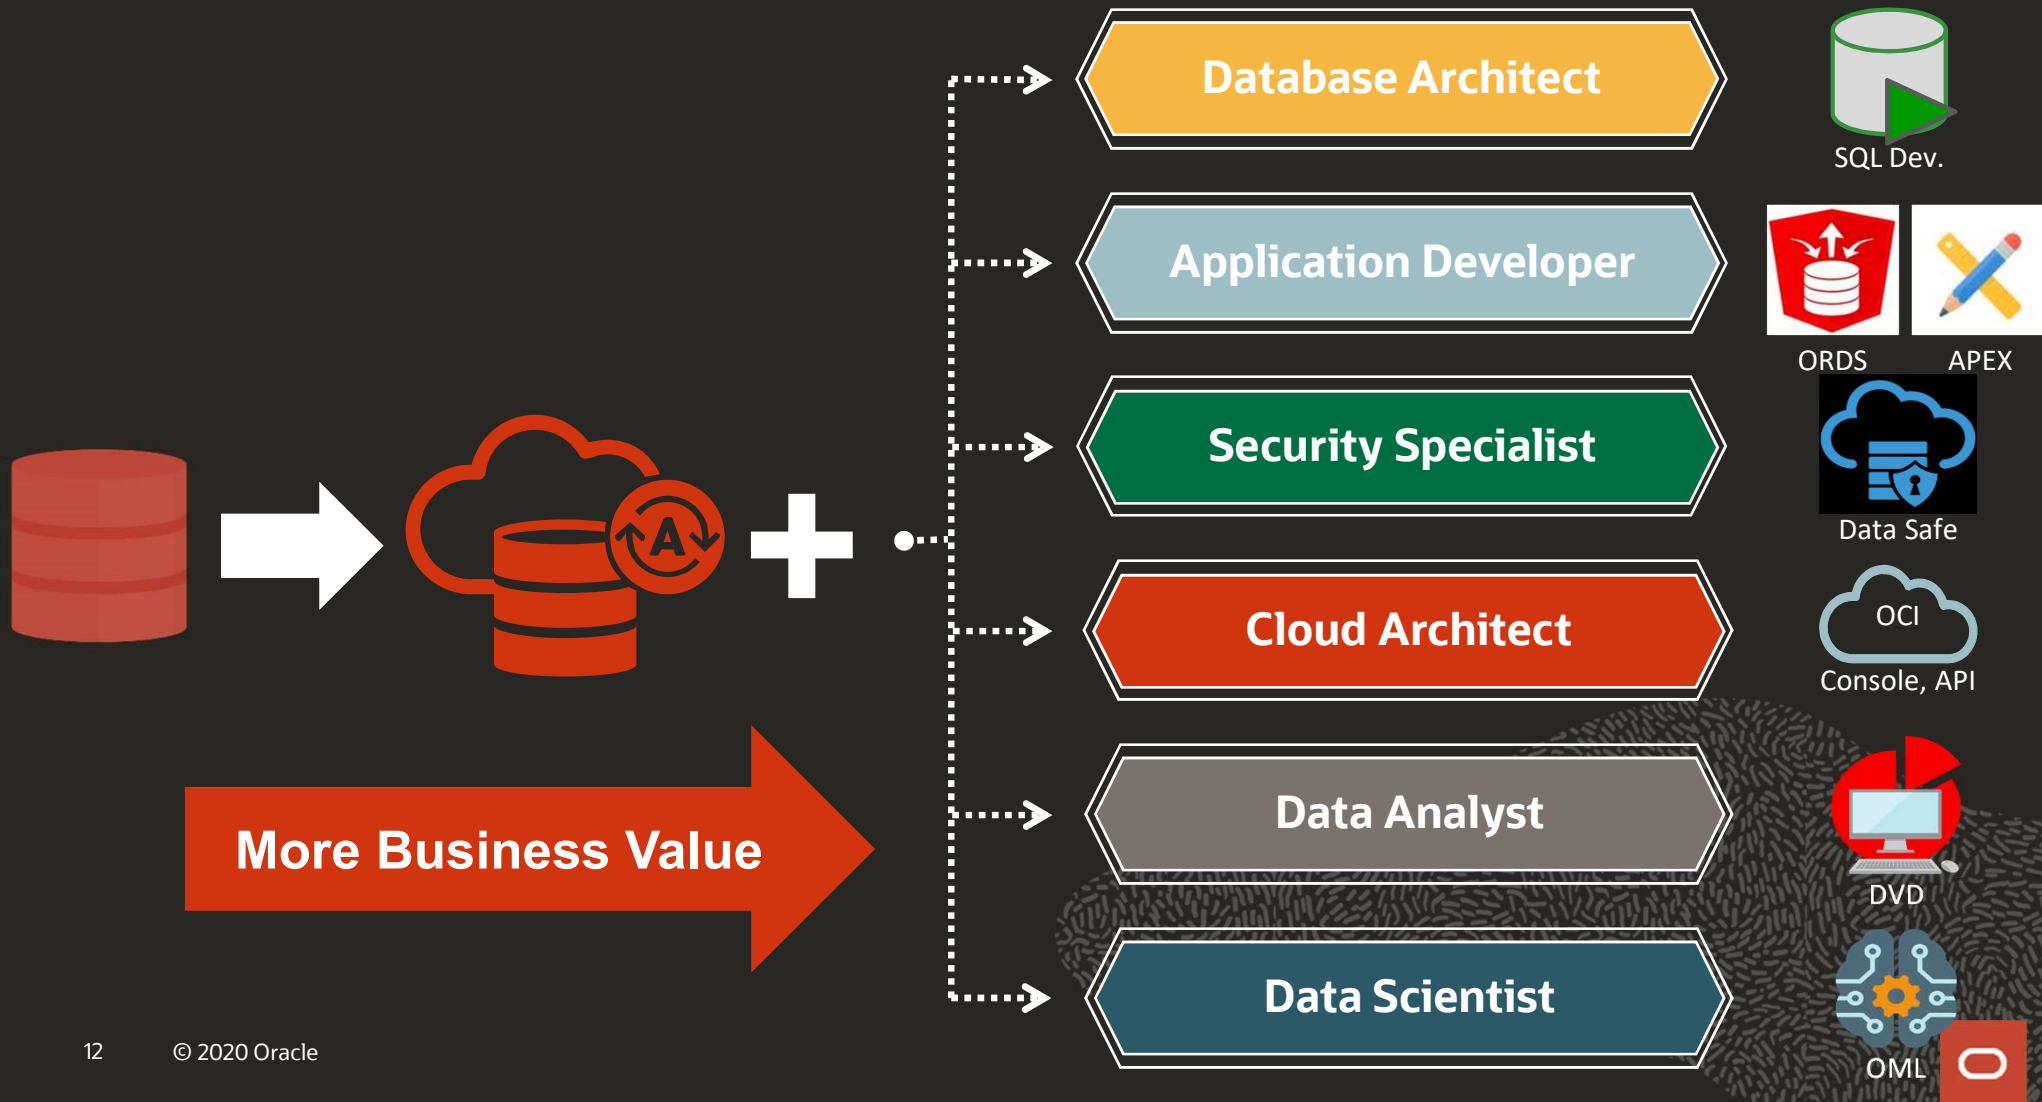 Database Architect
SQL Dev.
Application Developer
ORDS
APEX
Security Specialist
Data Safe
A
Cloud Architect
OCI
Console, API
More Business Value
Data Analyst
DVD
Data Scientist
OML
12
© 2020 Oracle